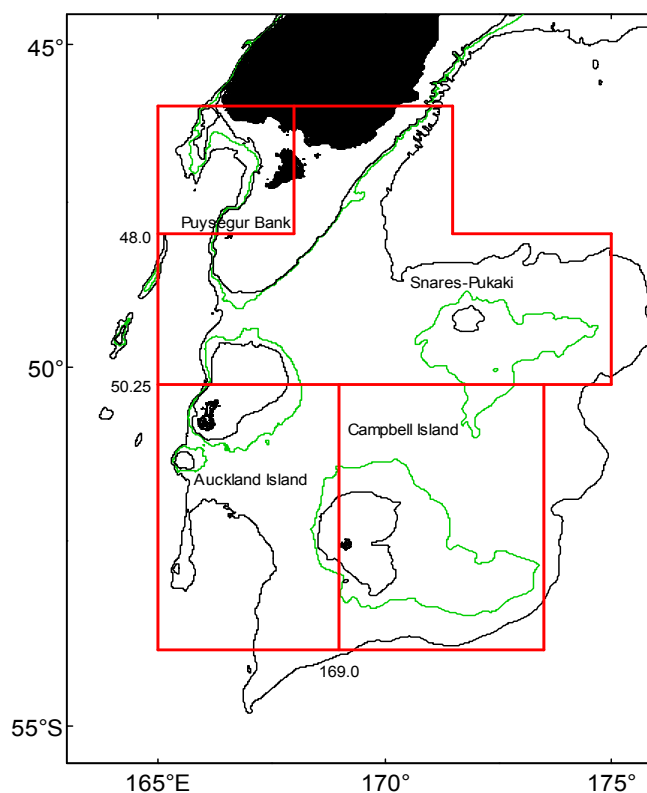 45°
Puysegur Bank
48.0
Snares-Pukaki
50°
50.25
Campbell Island
Auckland Island
169.0
55°S
165°E
170°
175°